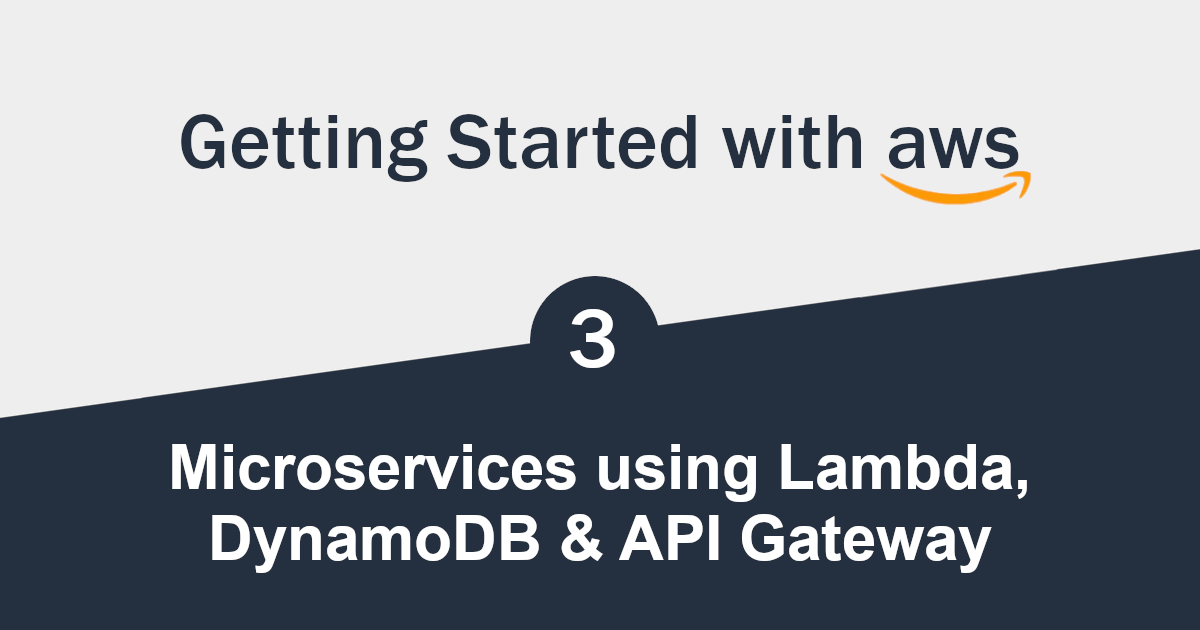 Getting Started with aws
3
Microservices using Lambda,
DynamoDB & API Gateway